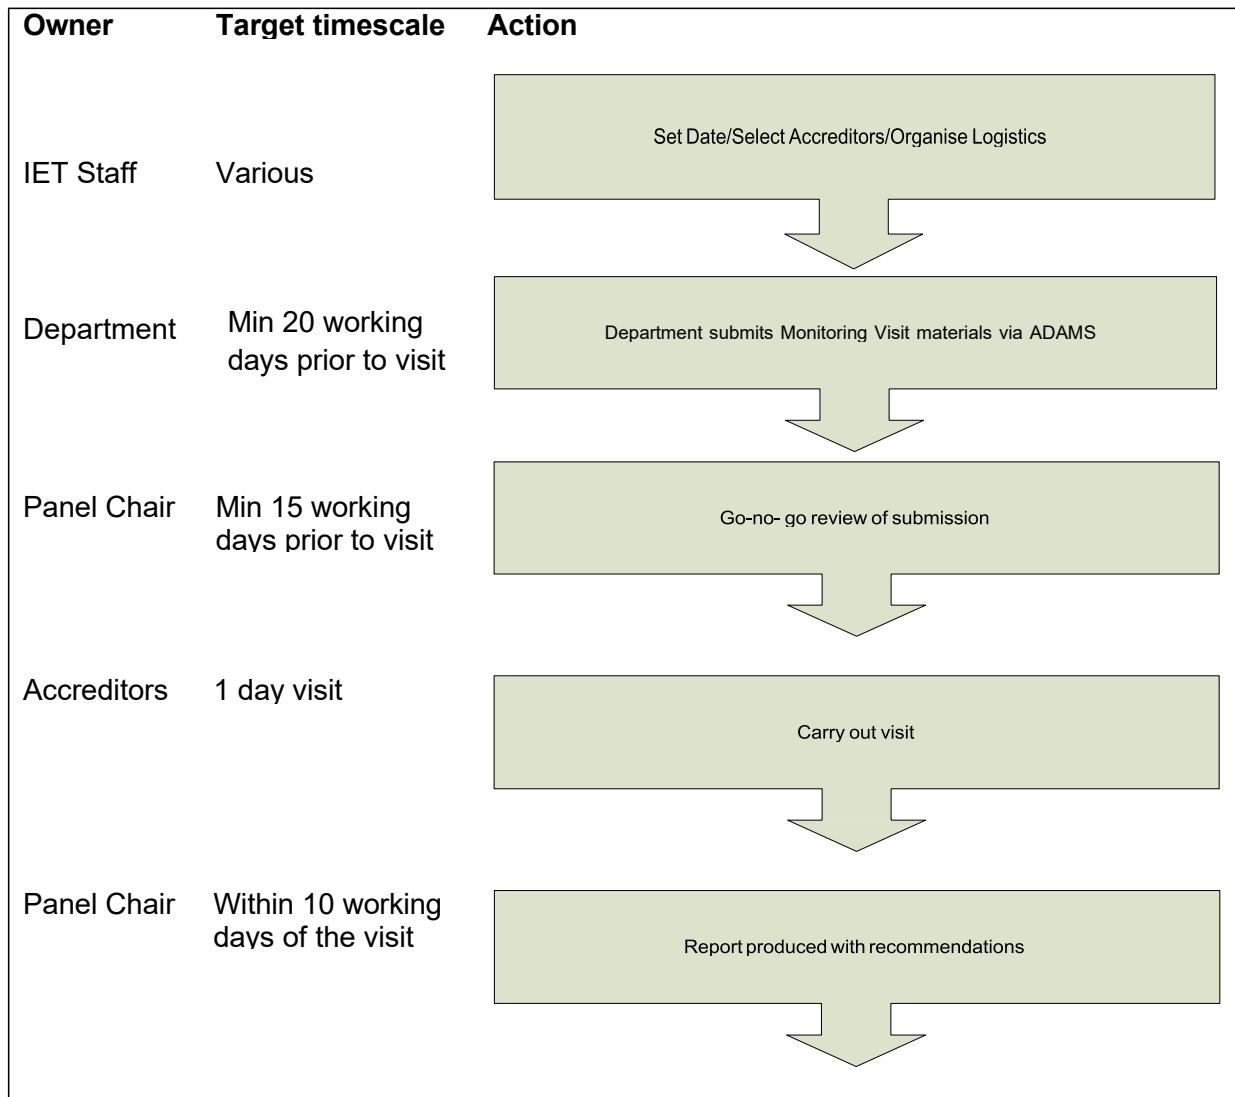 Owner Target timescale Action
Set Date/Select Accreditors/Organise Logistics
IET Staff Various
Department Min 20 working
days prior to visit
Department submits Monitoring Visit materials via ADAMS
Panel Chair Min 15 working
days prior to visit
Go-no- go review of submission
Accreditors 1 day visit
Carry out visit
Panel Chair Within 10 working
days of the visit
Report produced with recommendations